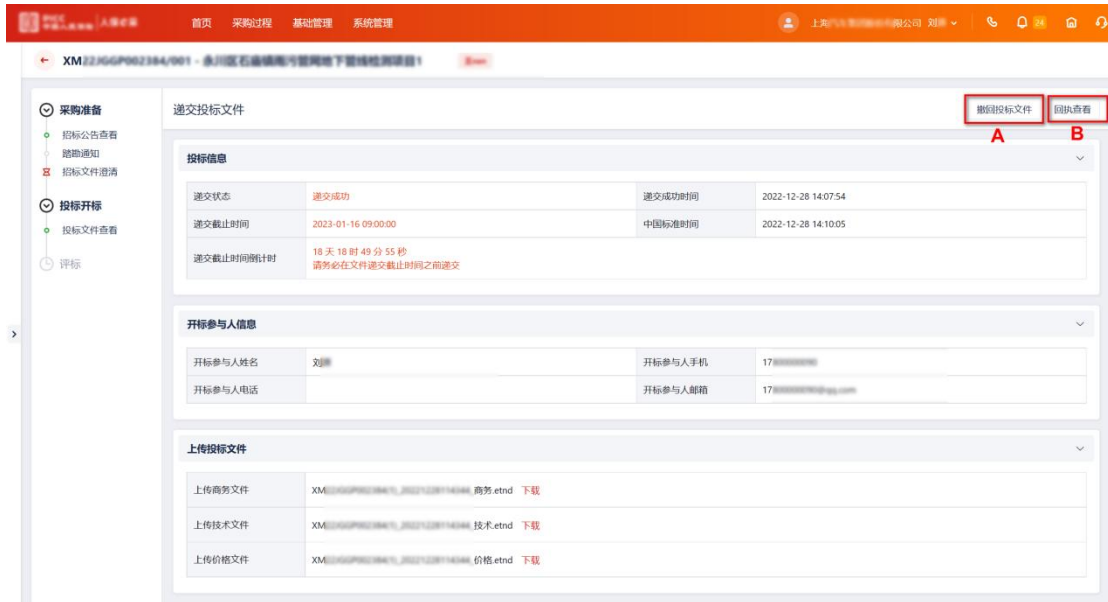 PICC
中国人民保险
首页 采购过程 基础管理 系统管理
限公司 刘
24
XM22JGGP002384/001 - 永川区石庙镇雨污管网地下管线检测项目1
采购准备
招标公告查看
踏勘通知
招标文件澄清
投标开标
投标文件查看
评标
递交投标文件
撤回投标文件 回执查看
A B
投标信息
递交状态 递交成功 递交成功时间 2022-12-28 14:07:54
递交截止时间 2023-01-16 09:00:00 中国标准时间 2022-12-28 14:10:05
递交截止时间倒计时 18 天 18 时 49 分 55 秒
请务必在文件递交截止时间之前递交
开标参与人信息
开标参与人姓名 刘 开标参与人手机 17
开标参与人电话 开标参与人邮箱 17
上传投标文件
上传商务文件 XM 商务.etnd 下载
上传技术文件 XM 技术.etnd 下载
上传价格文件 XM 价格.etnd 下载